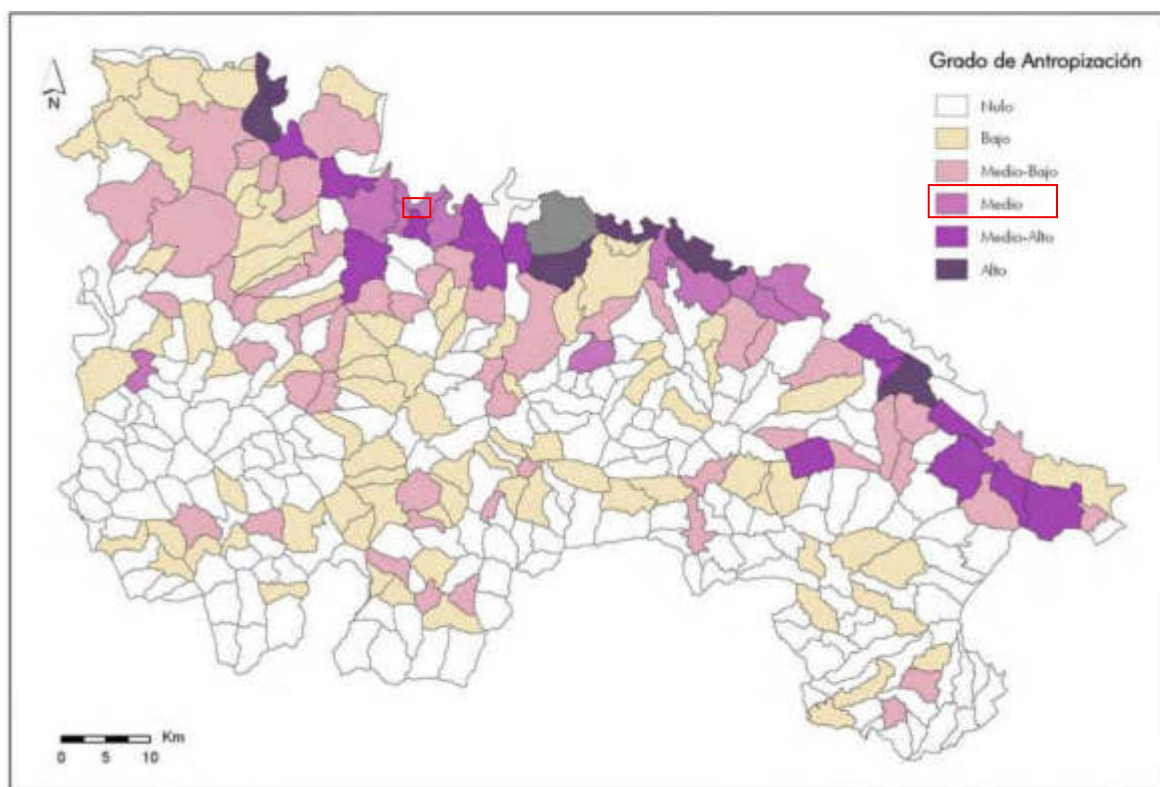 Grado de Antropización
N
Nulo
Bajo
Medio-Bajo
Medio
Medio-Alto
Alto
Km
0 5 10